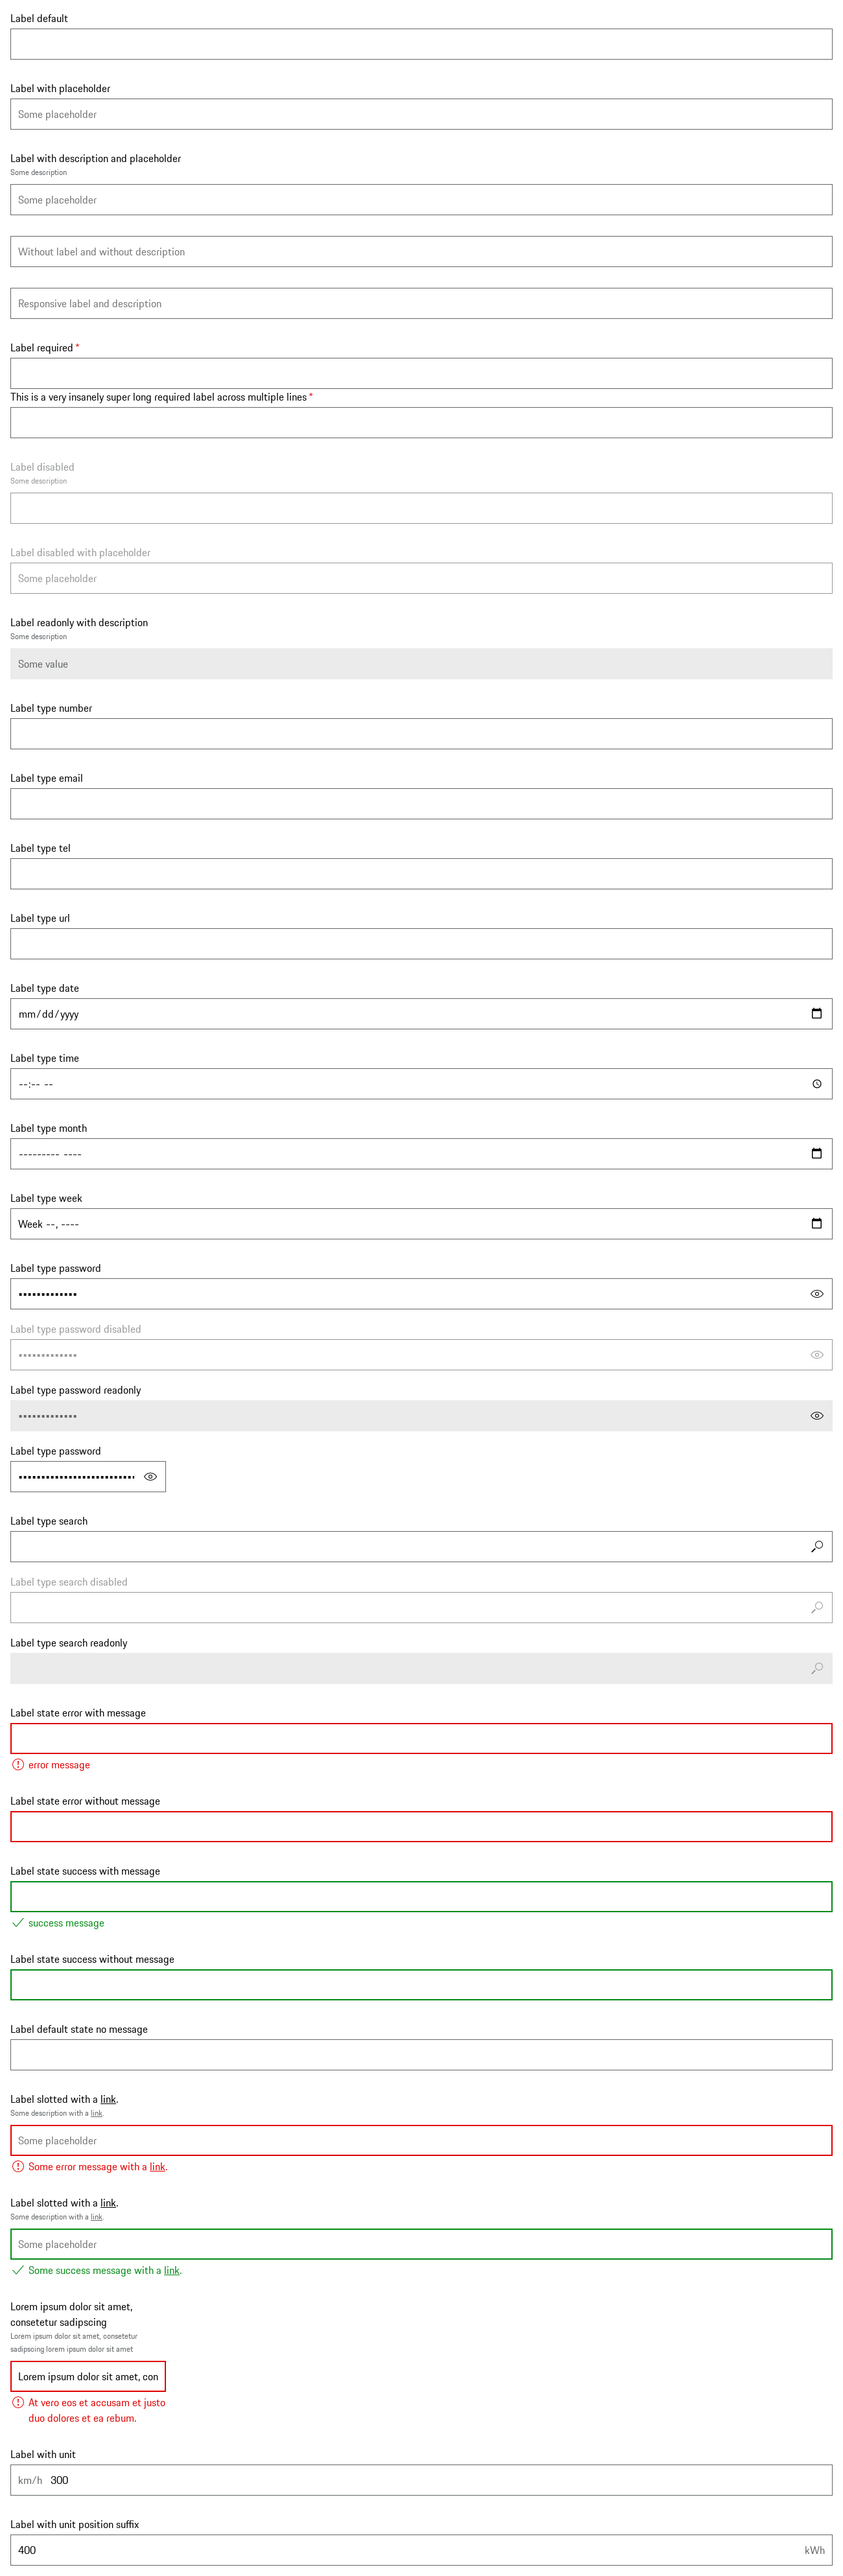 Label default
Label with placeholder
Some placeholder
Label with description and placeholder
Some description
Some placeholder
Without label and without description
Responsive label and description
Label required *
This is a very insanely super long required label across multiple lines *
Label disabled
Some description
Label disabled with placeholder
Some placeholder
Label readonly with description
Some description
Some value
Label type number
Label type email
Label type tel
Label type url
Label type date
mm/dd/yyyy
Label type time
--:-- --
Label type month
--------- ----
Label type week
Week --, ----
Label type password
•••••••••••••
Label type password disabled
•••••••••••••
Label type password readonly
•••••••••••••
Label type password
••••••••••••••••••••••••••
Label type search
Label type search disabled
Label type search readonly
Label state error with message
error message
Label state error without message
Label state success with message
success message
Label state success without message
Label default state no message
Label slotted with a link.
Some description with a link.
Some placeholder
Some error message with a link.
Label slotted with a link.
Some description with a link.
Some placeholder
Some success message with a link.
Lorem ipsum dolor sit amet,
consetetur sadipscing
Lorem ipsum dolor sit amet, consetetur
sadipscing lorem ipsum dolor sit amet
Lorem ipsum dolor sit amet, con
At vero eos et accusam et justo
duo dolores et ea rebum.
Label with unit
km/h 300
Label with unit position suffix
400 kWh